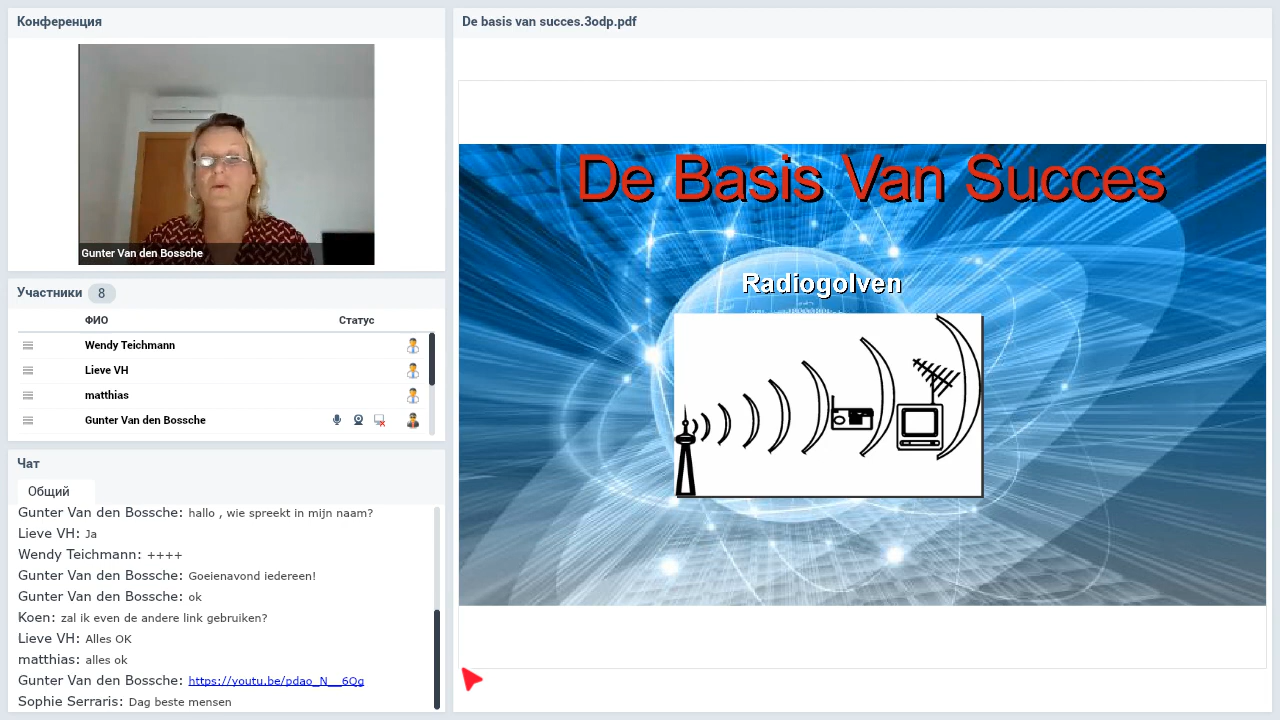 Конференция
Gunter Van den Bossche
Участники 8
ФИО Статус
Wendy Teichmann
Lieve VH
matthias
Gunter Van den Bossche
Чат
Общий
Gunter Van den Bossche: hallo , wie spreekt in mijn naam?
Lieve VH: Ja
Wendy Teichmann: ++++
Gunter Van den Bossche: Goeienavond iedereen!
Gunter Van den Bossche: ok
Koen: zal ik even de andere link gebruiken?
Lieve VH: Alles OK
matthias: alles ok
Gunter Van den Bossche: https://youtu.be/pdao_N__6Qg
Sophie Serraris: Dag beste mensen
De basis van succes.3odp.pdf
De Basis Van Succes
Radiogolven